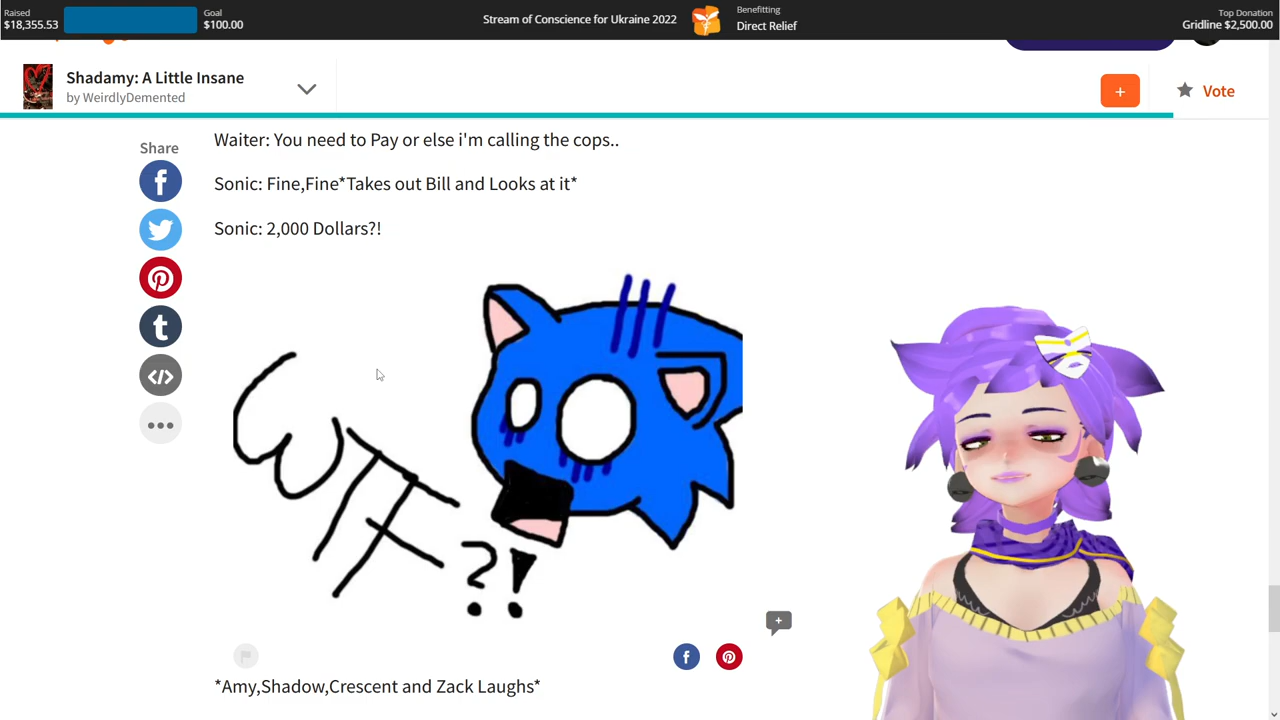 Raised
$18,355.53
Goal
$100.00
Stream of Conscience for Ukraine 2022
Benefitting
Direct Relief
Top Donation
Gridline $2,500.00
Shadamy: A Little Insane
by WeirdlyDemented
+
Vote
Share
Waiter: You need to Pay or else i'm calling the cops..
Sonic: Fine,Fine*Takes out Bill and Looks at it*
Sonic: 2,000 Dollars?!
WTF
?!
*Amy,Shadow,Crescent and Zack Laughs*